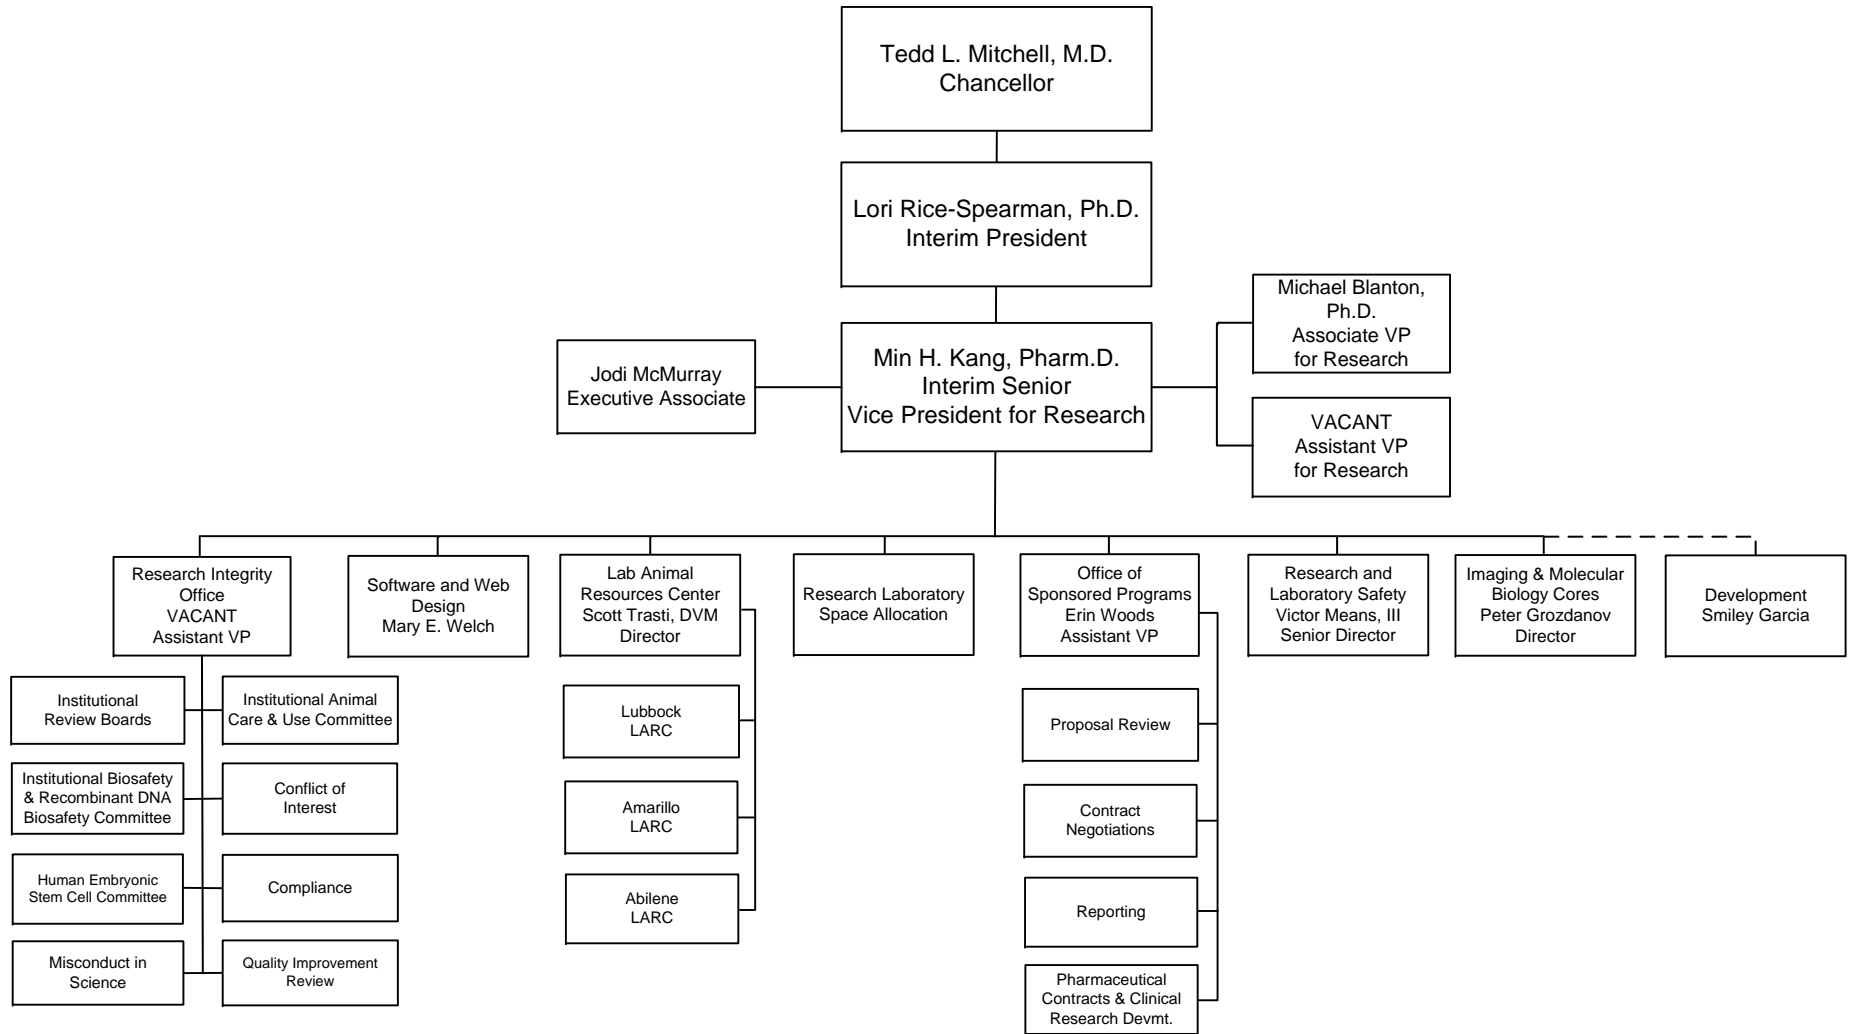 Tedd L. Mitchell, M.D.
Chancellor
Lori Rice-Spearman, Ph.D.
Interim President
Michael Blanton,
Ph.D.
Associate VP
for Research
Jodi McMurray
Executive Associate
Min H. Kang, Pharm.D.
Interim Senior
Vice President for Research
VACANT
Assistant VP
for Research
Research Integrity
Office
VACANT
Assistant VP
Software and Web
Design
Mary E. Welch
Lab Animal
Resources Center
Scott Trasti, DVM
Director
Research Laboratory
Space Allocation
Office of
Sponsored Programs
Erin Woods
Assistant VP
Research and
Laboratory Safety
Victor Means, III
Senior Director
Imaging & Molecular
Biology Cores
Peter Grozdanov
Director
Development
Smiley Garcia
Institutional
Review Boards
Institutional Animal
Care & Use Committee
Institutional Biosafety
& Recombinant DNA
Biosafety Committee
Conflict of
Interest
Human Embryonic
Stem Cell Committee
Compliance
Misconduct in
Science
Quality Improvement
Review
Lubbock
LARC
Amarillo
LARC
Abilene
LARC
Proposal Review
Contract
Negotiations
Reporting
Pharmaceutical
Contracts & Clinical
Research Devmt.